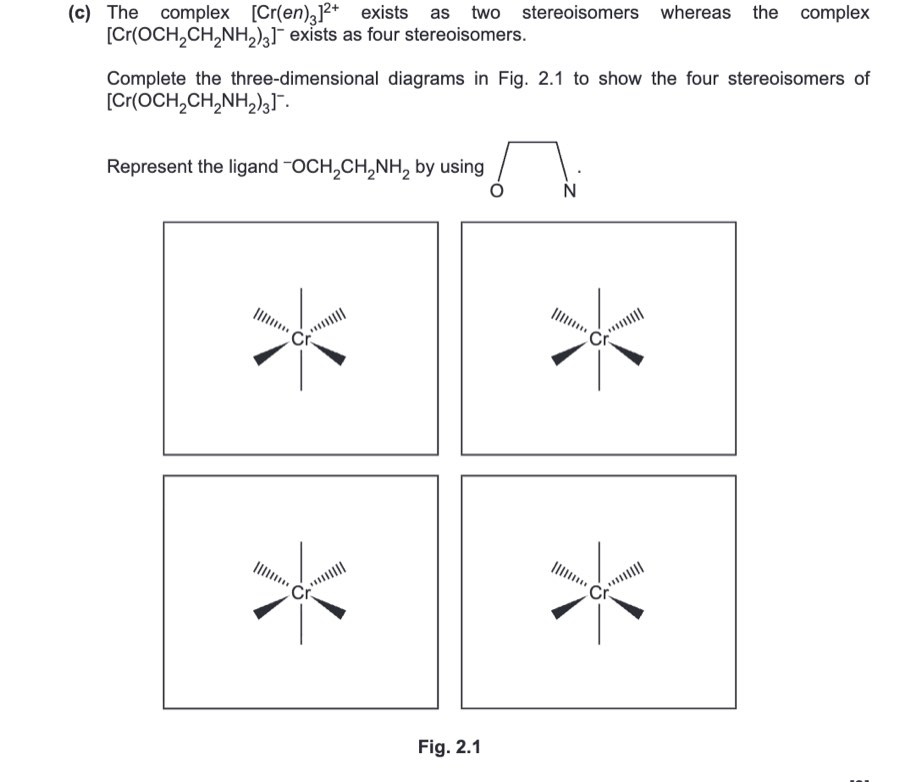 (c) The complex [Cr(en)₃]²⁺ exists as two stereoisomers whereas the complex
[Cr(OCH₂CH₂NH₂)₃]⁻ exists as four stereoisomers.
Complete the three-dimensional diagrams in Fig. 2.1 to show the four stereoisomers of
[Cr(OCH₂CH₂NH₂)₃]⁻.
Represent the ligand ⁻OCH₂CH₂NH₂ by using
O N .
Cr Cr
Cr Cr
Fig. 2.1